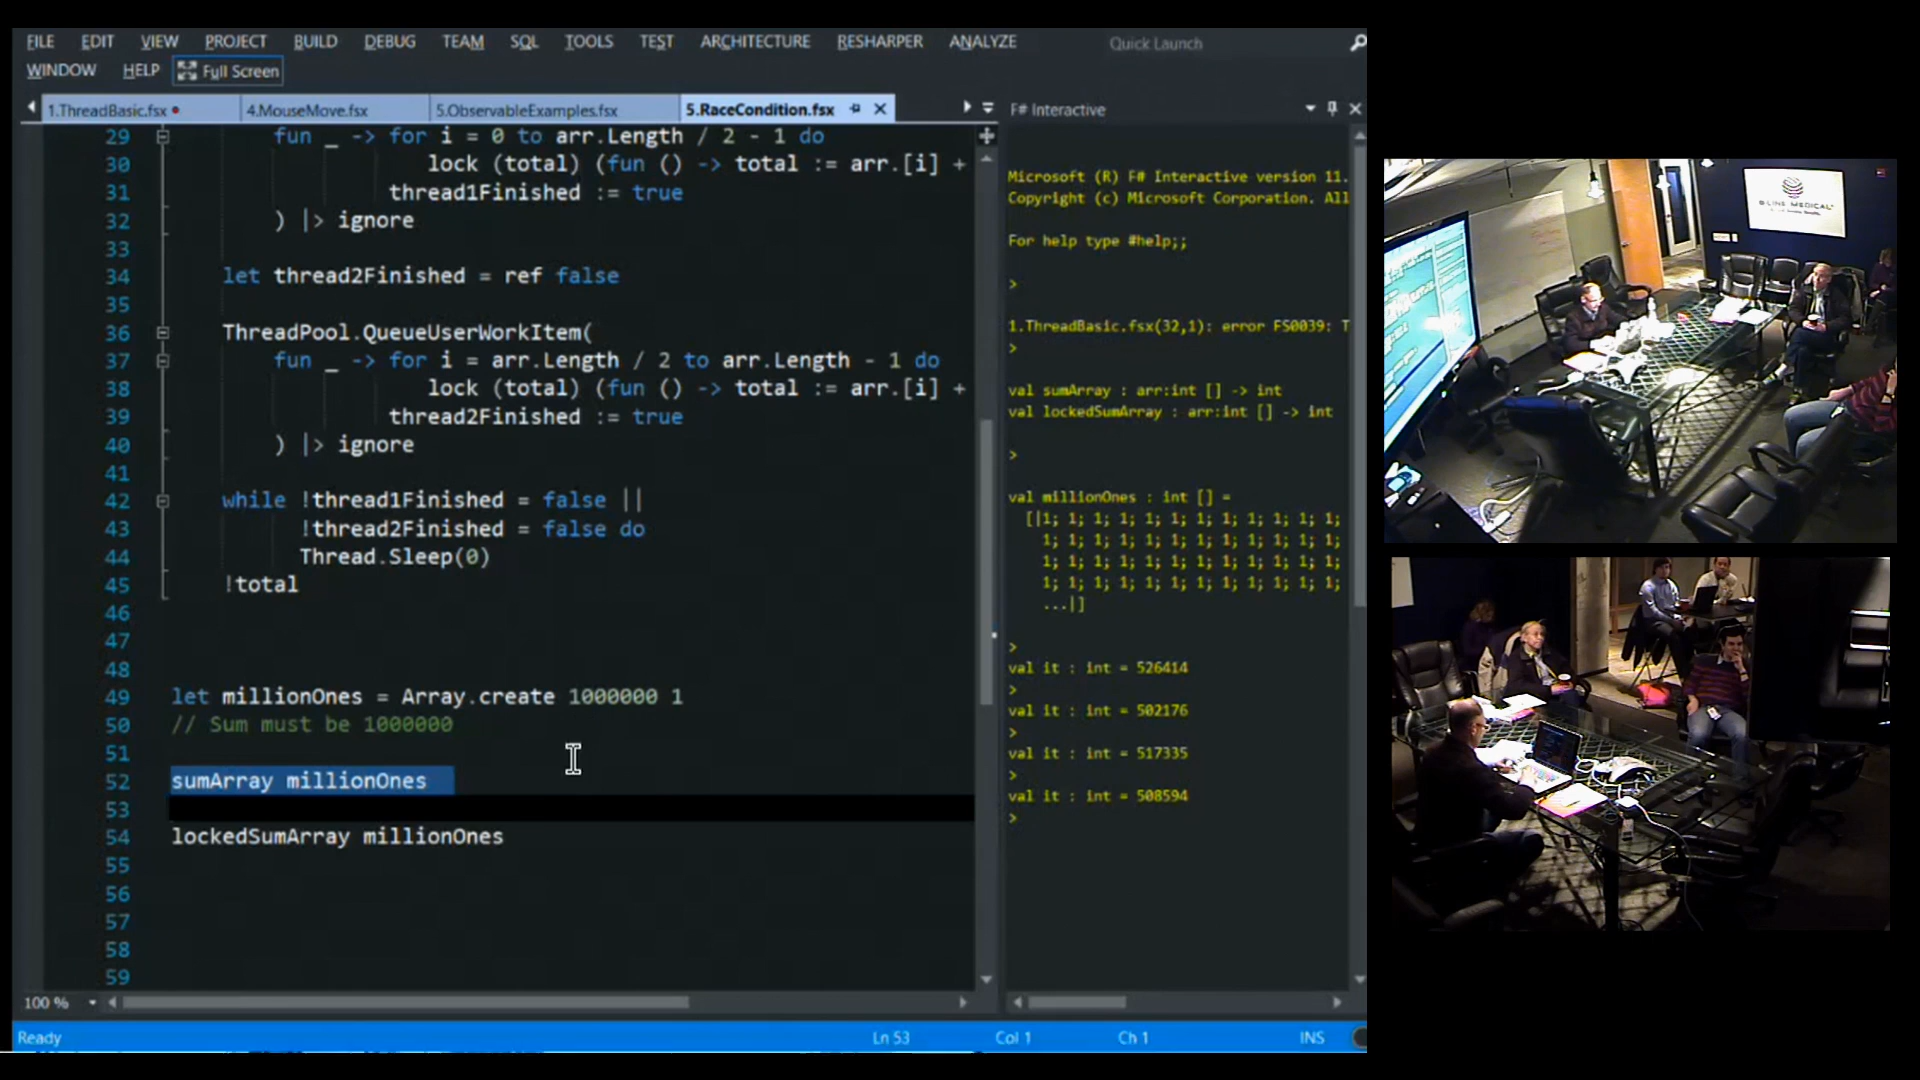 FILE EDIT VIEW PROJECT BUILD DEBUG TEAM SQL TOOLS TEST ARCHITECTURE RESHARPER ANALYZE Quick Launch
WINDOW HELP Full Screen
1.ThreadBasic.fsx 4.MouseMove.fsx 5.ObservableExamples.fsx 5.RaceCondition.fsx
29 fun _ -> for i = 0 to arr.Length / 2 - 1 do
30 lock (total) (fun () -> total := arr.[i] +
31 thread1Finished := true
32 ) |> ignore
33
34 let thread2Finished = ref false
35
36 ThreadPool.QueueUserWorkItem(
37 fun _ -> for i = arr.Length / 2 to arr.Length - 1 do
38 lock (total) (fun () -> total := arr.[i] +
39 thread2Finished := true
40 ) |> ignore
41
42 while !thread1Finished = false ||
43 !thread2Finished = false do
44 Thread.Sleep(0)
45 !total
46
47
48
49 let millionOnes = Array.create 1000000 1
50 // Sum must be 1000000
51
52 sumArray millionOnes
53
54 lockedSumArray millionOnes
55
56
57
58
59
100 %
Ready Ln 53 Col 1 Ch 1 INS
F# Interactive
Microsoft (R) F# Interactive version 11.
Copyright (c) Microsoft Corporation. All
For help type #help;;
>
1.ThreadBasic.fsx(32,1): error FS0039: T
>
val sumArray : arr:int [] -> int
val lockedSumArray : arr:int [] -> int
>
val millionOnes : int [] =
[|1; 1; 1; 1; 1; 1; 1; 1; 1; 1; 1; 1;
1; 1; 1; 1; 1; 1; 1; 1; 1; 1; 1; 1;
1; 1; 1; 1; 1; 1; 1; 1; 1; 1; 1; 1;
1; 1; 1; 1; 1; 1; 1; 1; 1; 1; 1; 1;
...|]
>
val it : int = 526414
>
val it : int = 502176
>
val it : int = 517335
>
val it : int = 508594
>
B-LINE MEDICAL